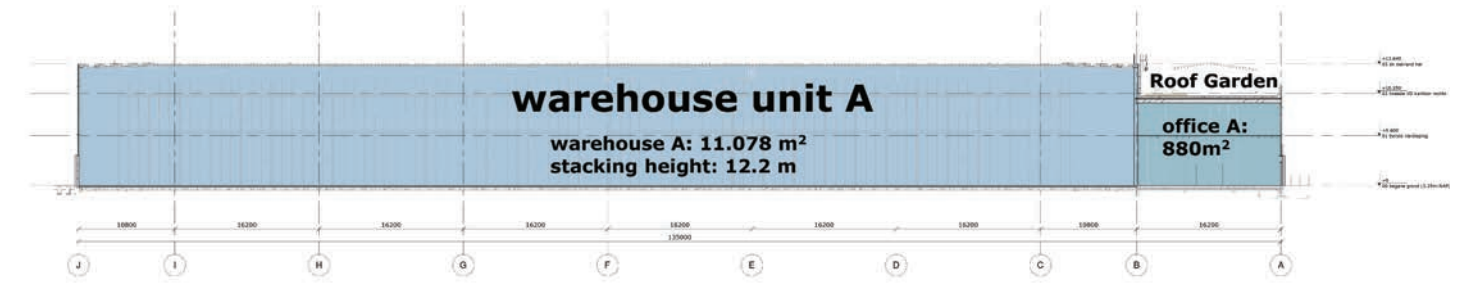 warehouse unit A
warehouse A: 11.078 m²
stacking height: 12.2 m
Roof Garden
office A:
880m²
10800 16200 16200 16200 16200 16200 16200 10800 16200
135000
J I H G F E D C B A